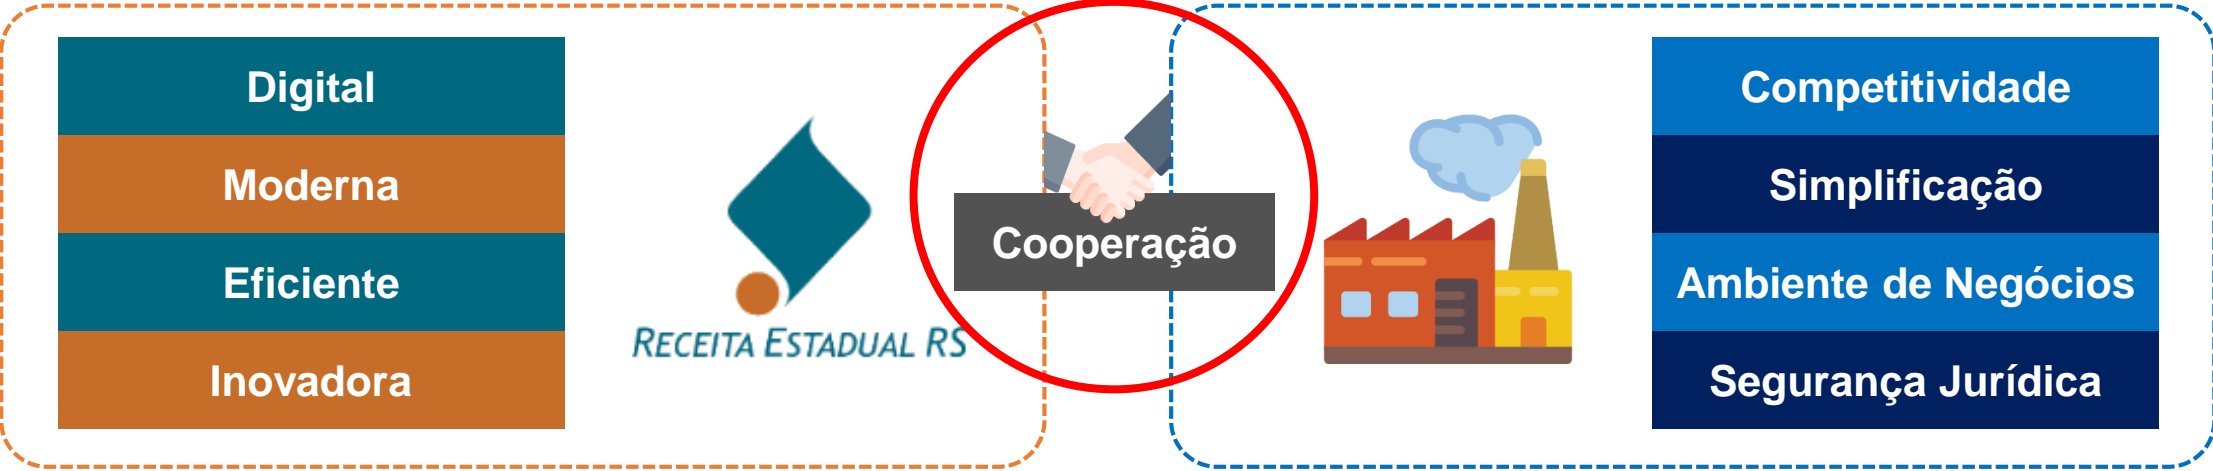 Digital
Moderna
Eficiente
Inovadora
RECEITA ESTADUAL RS
Cooperação
Competitividade
Simplificação
Ambiente de Negócios
Segurança Jurídica